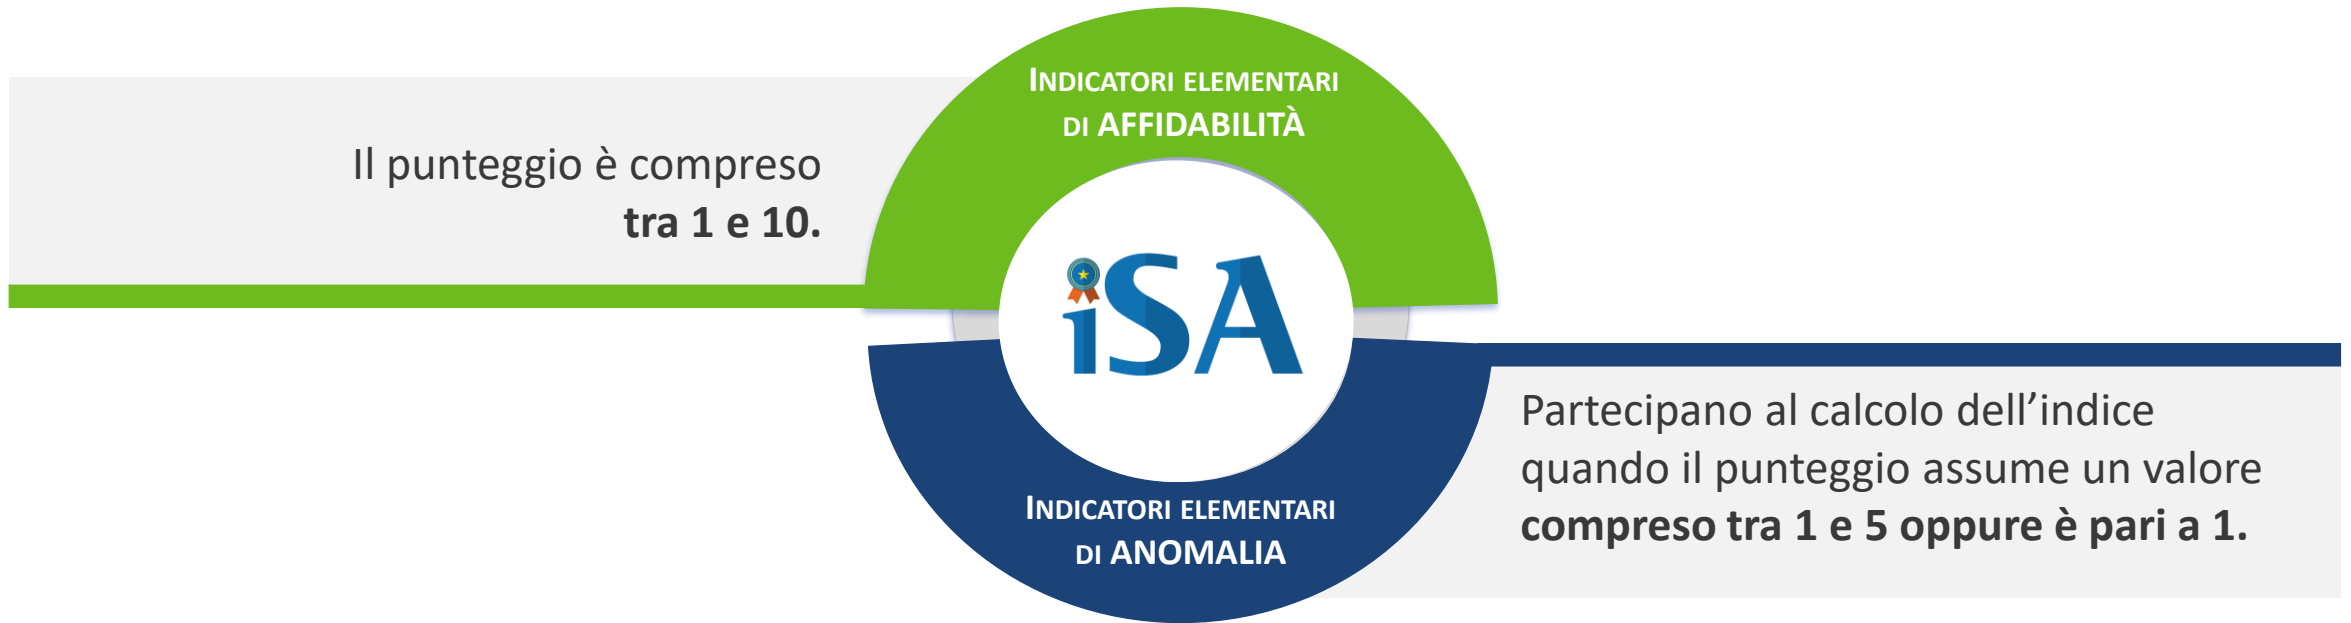 INDICATORI ELEMENTARI
DI AFFIDABILITÀ
Il punteggio è compreso
tra 1 e 10.
iSA
Partecipano al calcolo dell’indice
quando il punteggio assume un valore
compreso tra 1 e 5 oppure è pari a 1.
INDICATORI ELEMENTARI
DI ANOMALIA